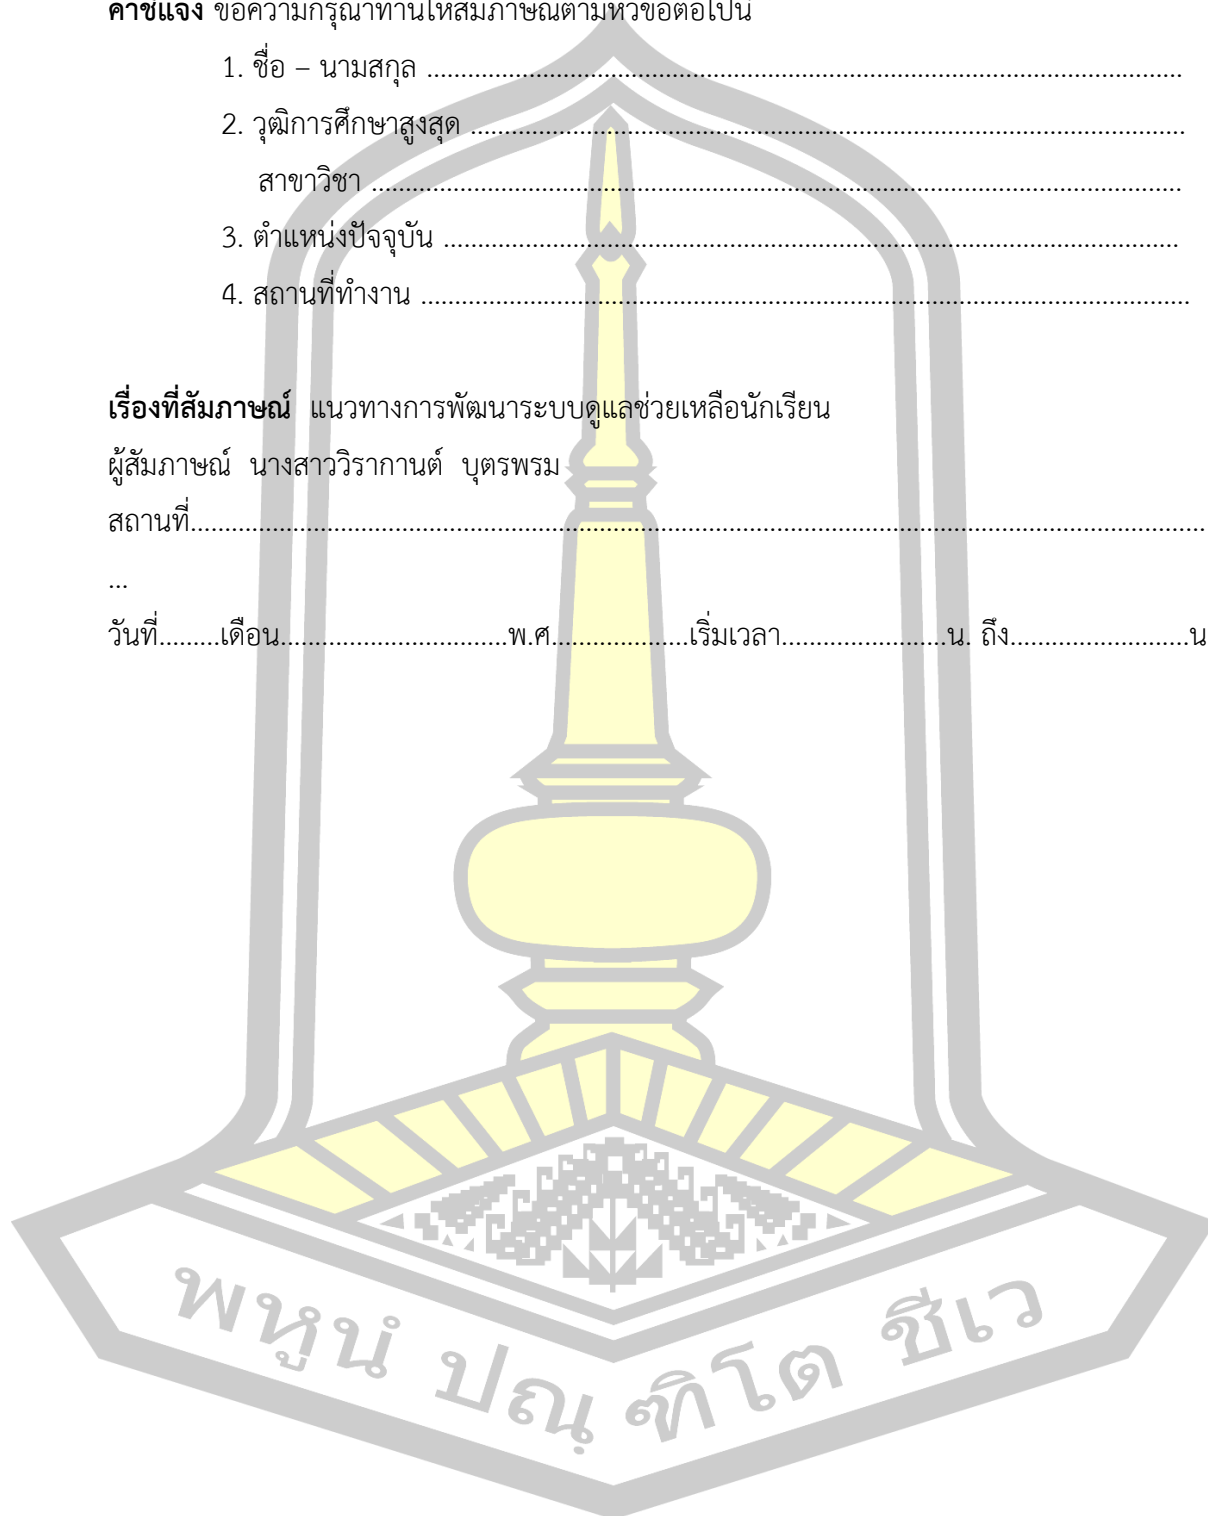 คำชี้แจง ขอความกรุณาท่านให้สัมภาษณ์ตามหัวข้อต่อไปนี้
1. ชื่อ – นามสกุล ................................................................................................................
2. วุฒิการศึกษาสูงสุด ..........................................................................................................
สาขาวิชา ........................................................................................................................
3. ตำแหน่งปัจจุบัน .............................................................................................................
4. สถานที่ทำงาน ..................................................................................................................
เรื่องที่สัมภาษณ์ แนวทางการพัฒนาระบบดูแลช่วยเหลือนักเรียน
ผู้สัมภาษณ์ นางสาววิรากานต์ บุตรพรม
สถานที่......................................................................................................................................................
...
วันที่.........เดือน..................................พ.ศ....................เริ่มเวลา........................น. ถึง..........................น
พหูนํ ปณฺฑิโต ชีเว